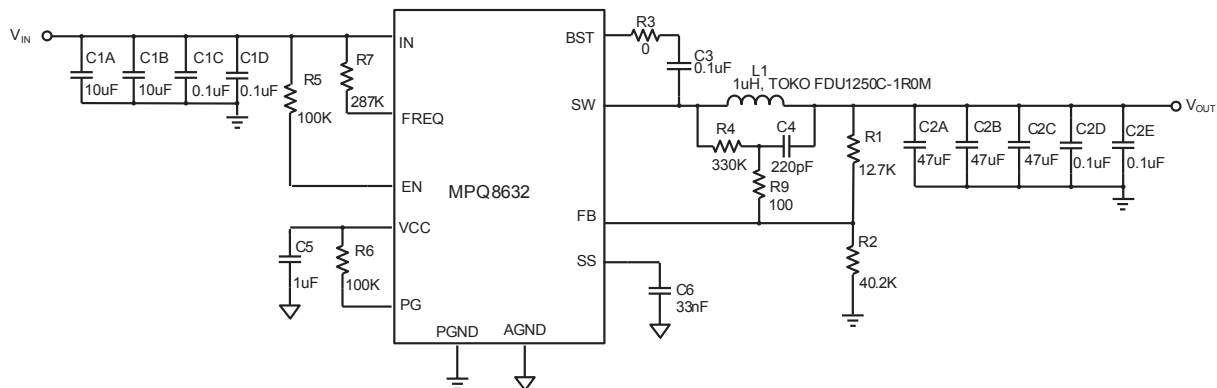 VIN
C1A
10uF
C1B
10uF
C1C
0.1uF
C1D
0.1uF
R5
100K
R7
287K
IN
FREQ
EN
VCC
PG
PGND
AGND
MPQ8632
BST
SW
FB
SS
C5
1uF
R6
100K
R3
0
C3
0.1uF
L1
1uH, TOKO FDU1250C-1R0M
R4
330K
C4
220pF
R9
100
R1
12.7K
R2
40.2K
C6
33nF
C2A
47uF
C2B
47uF
C2C
47uF
C2D
0.1uF
C2E
0.1uF
VOUT